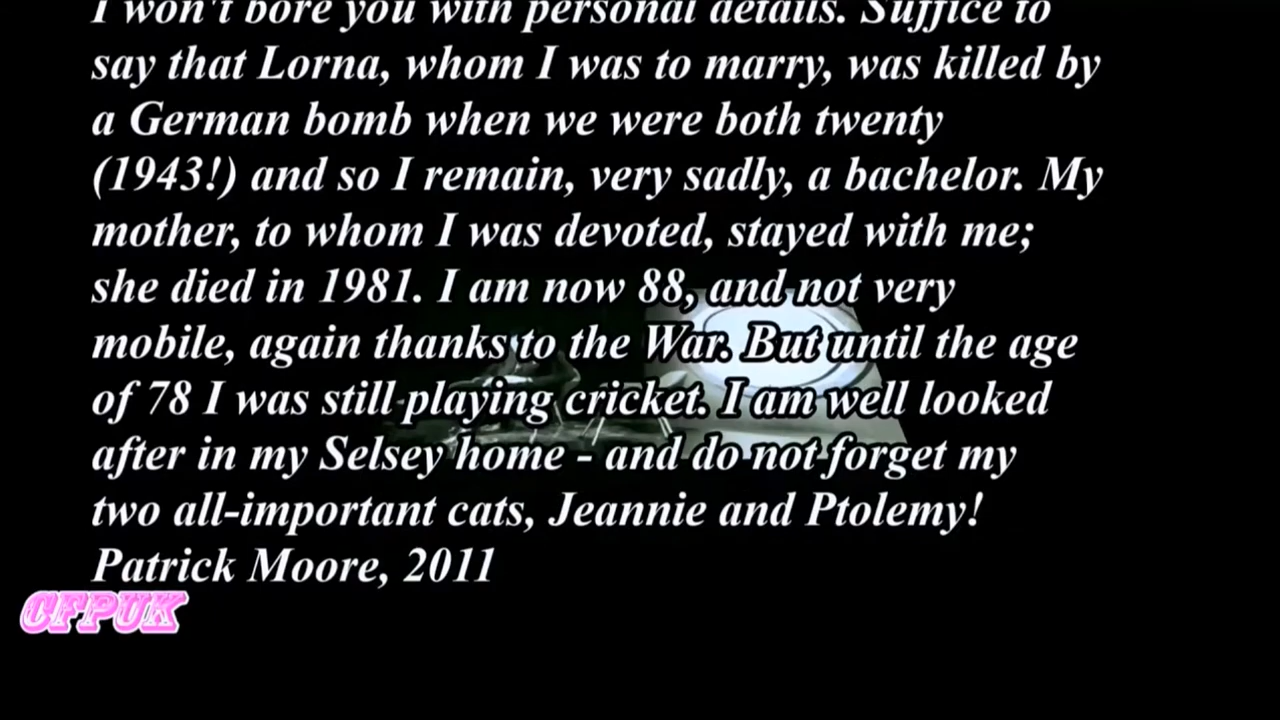 I won't bore you with personal details. Suffice to
say that Lorna, whom I was to marry, was killed by
a German bomb when we were both twenty
(1943!) and so I remain, very sadly, a bachelor. My
mother, to whom I was devoted, stayed with me;
she died in 1981. I am now 88, and not very
mobile, again thanks to the War. But until the age
of 78 I was still playing cricket. I am well looked
after in my Selsey home - and do not forget my
two all-important cats, Jeannie and Ptolemy!
Patrick Moore, 2011
CFPUK